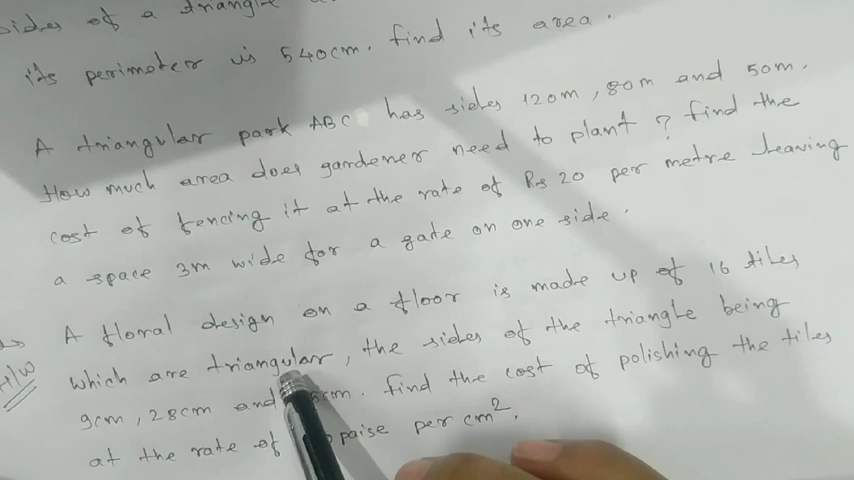 sides of a triangle
its perimeter is 540cm. find its area.
A triangular park ABC has sides 120m, 80m and 50m.
How much area does gardener need to plant? find the
cost of fencing it at the rate of Rs 20 per metre leaving
a space 3m wide for a gate on one side.
A floral design on a floor is made up of 16 tiles
which are triangular, the sides of the triangle being
H/W
9cm, 28cm and cm. find the cost of polishing the tiles
at the rate of paise per cm².